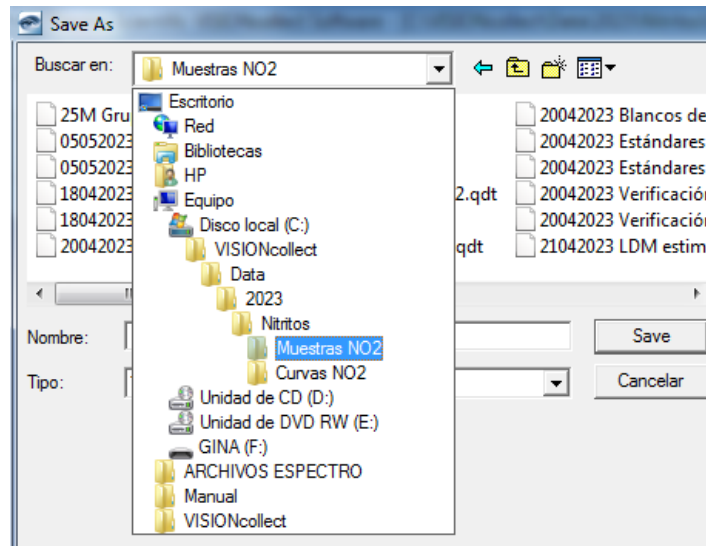 Save As
Buscar en:
Muestras NO2
25M Gru
05052023
05052023
18042023
18042023
20042023
2.qdt
qdt
20042023 Blancos de
20042023 Estándares
20042023 Estándares
20042023 Verificació
20042023 Verificació
21042023 LDM estim
Escritorio
Red
Bibliotecas
HP
Equipo
Disco local (C:)
VISIONcollect
Data
2023
Nitritos
Muestras NO2
Curvas NO2
Unidad de CD (D:)
Unidad de DVD RW (E:)
GINA (F:)
ARCHIVOS ESPECTRO
Manual
VISIONcollect
Nombre:
Save
Tipo:
Cancelar